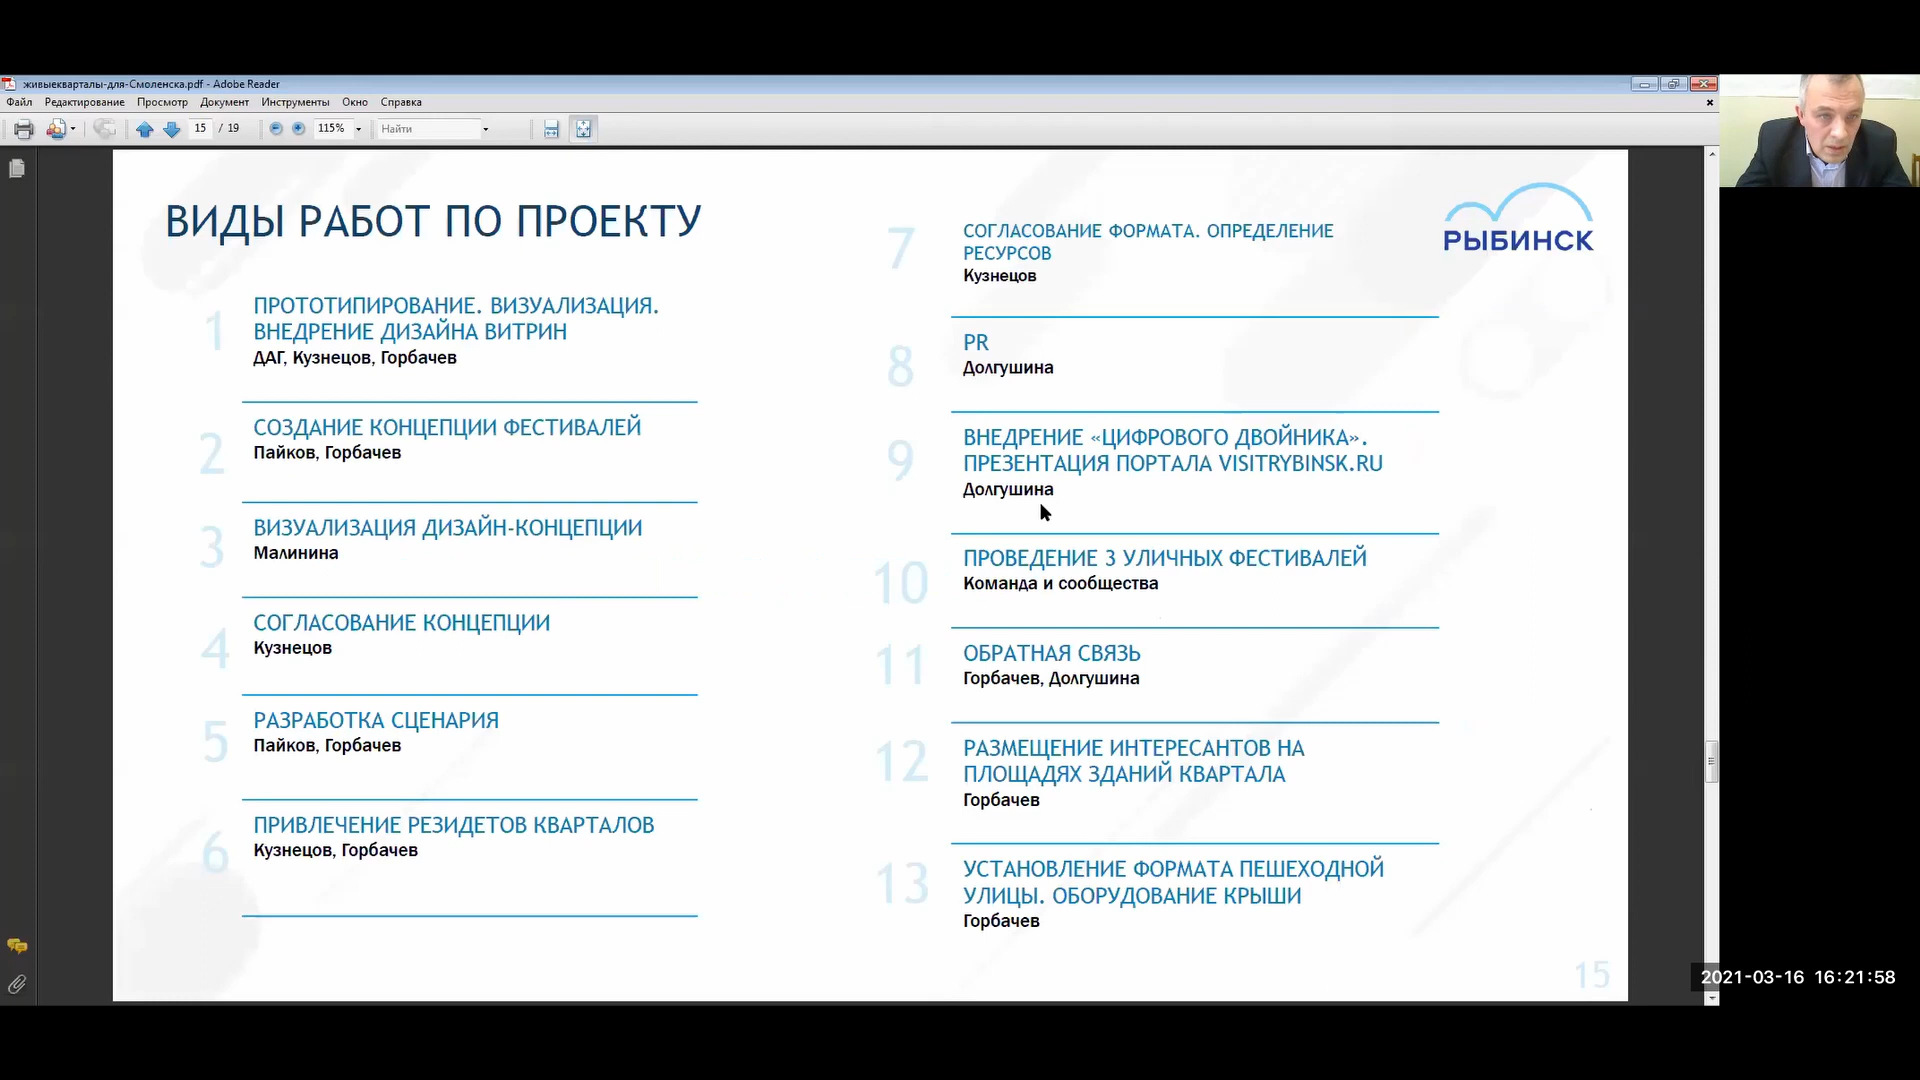 живыекварталы-для-Смоленска.pdf - Adobe Reader
Файл Редактирование Просмотр Документ Инструменты Окно Справка
15 / 19 115% Найти
ВИДЫ РАБОТ ПО ПРОЕКТУ
1
ПРОТОТИПИРОВАНИЕ. ВИЗУАЛИЗАЦИЯ.
ВНЕДРЕНИЕ ДИЗАЙНА ВИТРИН
ДАГ, Кузнецов, Горбачев
2
СОЗДАНИЕ КОНЦЕПЦИИ ФЕСТИВАЛЕЙ
Пайков, Горбачев
3
ВИЗУАЛИЗАЦИЯ ДИЗАЙН-КОНЦЕПЦИИ
Малинина
4
СОГЛАСОВАНИЕ КОНЦЕПЦИИ
Кузнецов
5
РАЗРАБОТКА СЦЕНАРИЯ
Пайков, Горбачев
6
ПРИВЛЕЧЕНИЕ РЕЗИДЕТОВ КВАРТАЛОВ
Кузнецов, Горбачев
7
СОГЛАСОВАНИЕ ФОРМАТА. ОПРЕДЕЛЕНИЕ
РЕСУРСОВ
Кузнецов
8
PR
Долгушина
9
ВНЕДРЕНИЕ «ЦИФРОВОГО ДВОЙНИКА».
ПРЕЗЕНТАЦИЯ ПОРТАЛА VISITRYBINSK.RU
Долгушина
10
ПРОВЕДЕНИЕ 3 УЛИЧНЫХ ФЕСТИВАЛЕЙ
Команда и сообщества
11
ОБРАТНАЯ СВЯЗЬ
Горбачев, Долгушина
12
РАЗМЕЩЕНИЕ ИНТЕРЕСАНТОВ НА
ПЛОЩАДЯХ ЗДАНИЙ КВАРТАЛА
Горбачев
13
УСТАНОВЛЕНИЕ ФОРМАТА ПЕШЕХОДНОЙ
УЛИЦЫ. ОБОРУДОВАНИЕ КРЫШИ
Горбачев
РЫБИНСК
15
2021-03-16 16:21:58